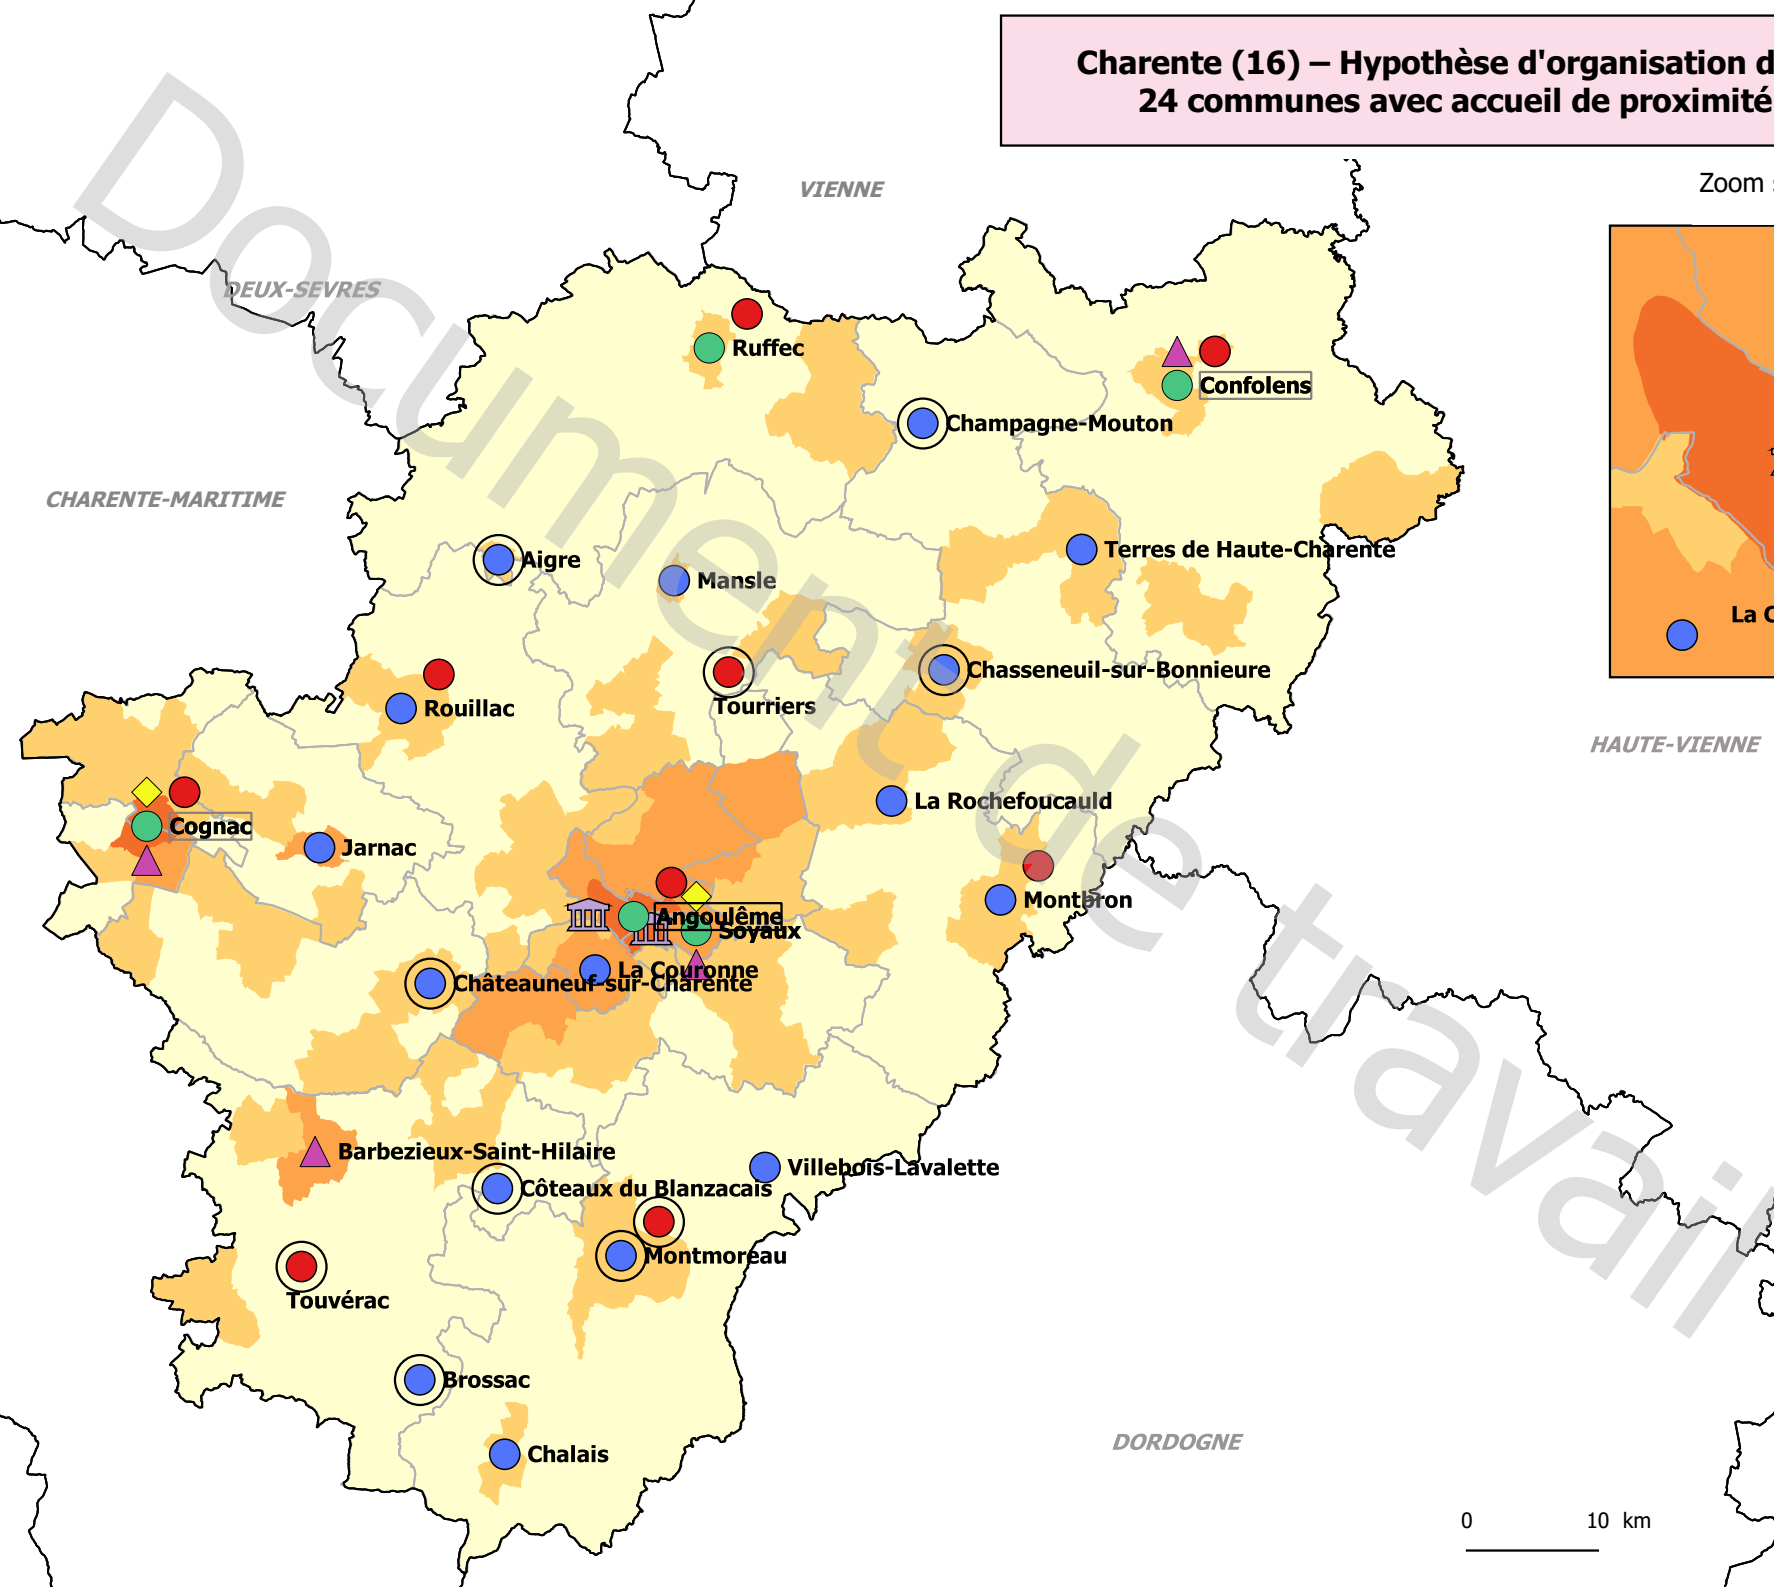 Charente (16) – Hypothèse d'organisation d
24 communes avec accueil de proximité
Zoom
VIENNE
DEUX-SEVRES
Ruffec
Confolens
Champagne-Mouton
CHARENTE-MARITIME
Aigre
Mansle
Terres de Haute-Charente
La C
Chasseneuil-sur-Bonnieure
Rouillac
Tourriers
HAUTE-VIENNE
Cognac
La Rochefoucauld
Jarnac
Montbron
Angoulême
Soyaux
La Couronne
Châteauneuf-sur-Charente
Barbezieux-Saint-Hilaire
Villebois-Lavalette
Côteaux du Blanzacais
Montmoreau
Touvérac
Brossac
DORDOGNE
Chalais
0 10 km
Document de travail